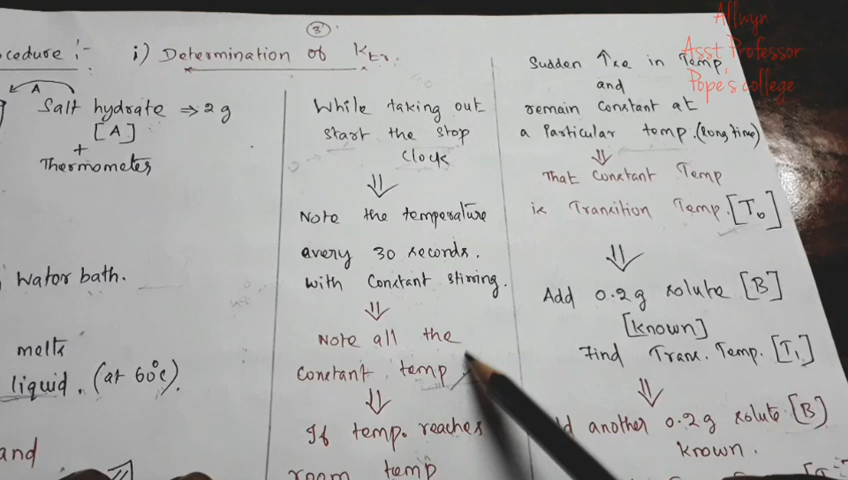 3
ocedure :- i) Determination of Ktr.
A
Salt hydrate ⇒ 2 g
[A]
+
Thermometer
water bath.
melts
liquid. (at 60°c).
and
While taking out
start the stop
clock
⇓
Note the temperature
every 30 seconds.
with Constant stirring.
⇓
Note all the
Constant temp
⇓
If temp. reaches
room temp
Sudden ↑se in Temp.
and
remain Constant at
a Particular temp. (long time)
⇓
That Constant Temp
is Transition Temp. [T₀]
⇓
Add 0.2g solute [B]
[known]
Find Trans. Temp. [T₁]
⇓
another 0.2g solute [B]
known.
Allwyn
Asst Professor
Pope's college